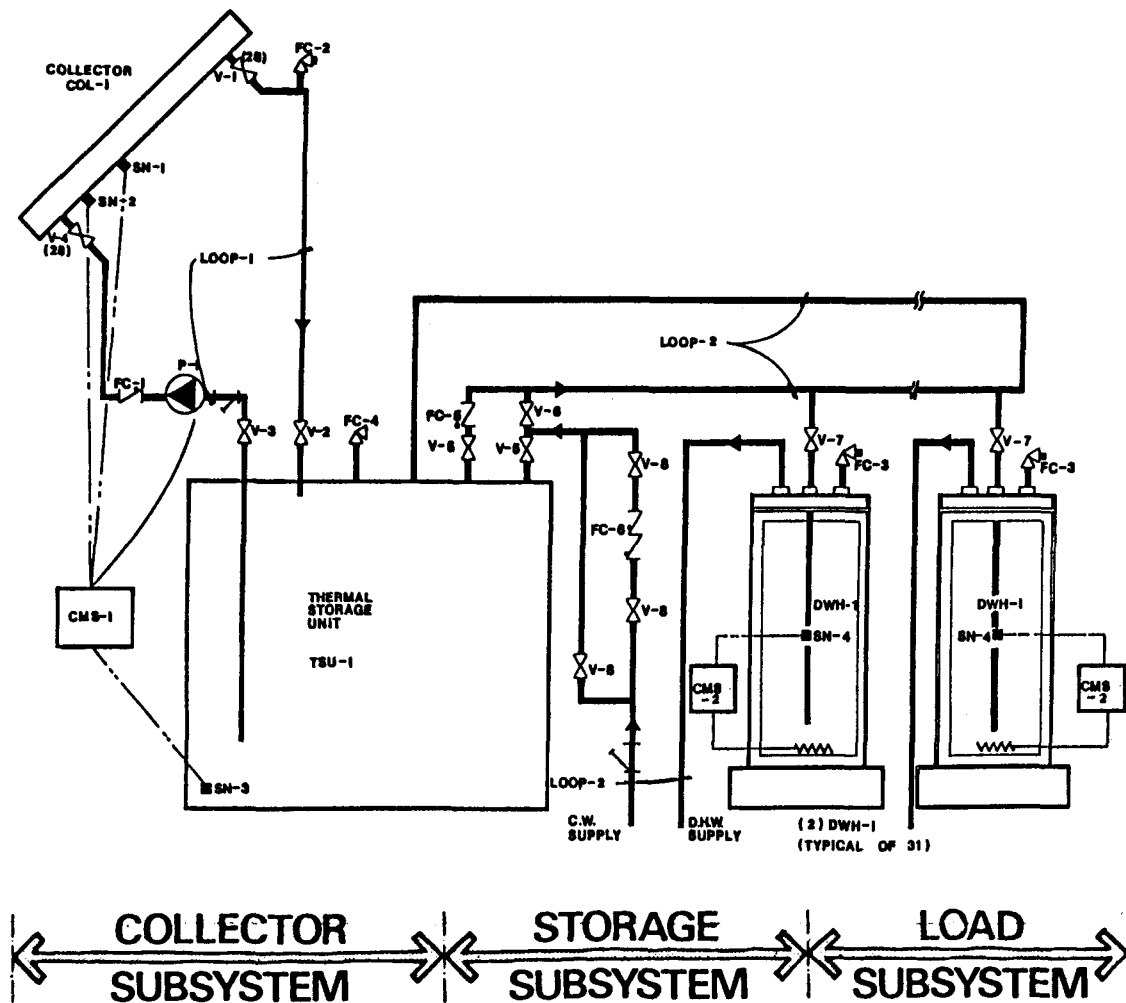 COLLECTOR
COL-1
(28)
V-1
FC-2
SN-1
SN-2
V-4
(28)
LOOP-1
P-1
FC-1
V-3
V-2
FC-4
LOOP-2
FC-5
V-6
V-5
V-8
V-7
FC-3
V-7
FC-3
FC-6
V-8
V-8
CMS-1
THERMAL
STORAGE
UNIT
TSU-1
SN-3
DWH-1
SN-4
CMS
-2
DWH-1
SN-4
CMS
-2
LOOP-2
C.W.
SUPPLY
D.H.W.
SUPPLY
(2) DWH-1
(TYPICAL OF 31)
COLLECTOR
SUBSYSTEM
STORAGE
SUBSYSTEM
LOAD
SUBSYSTEM